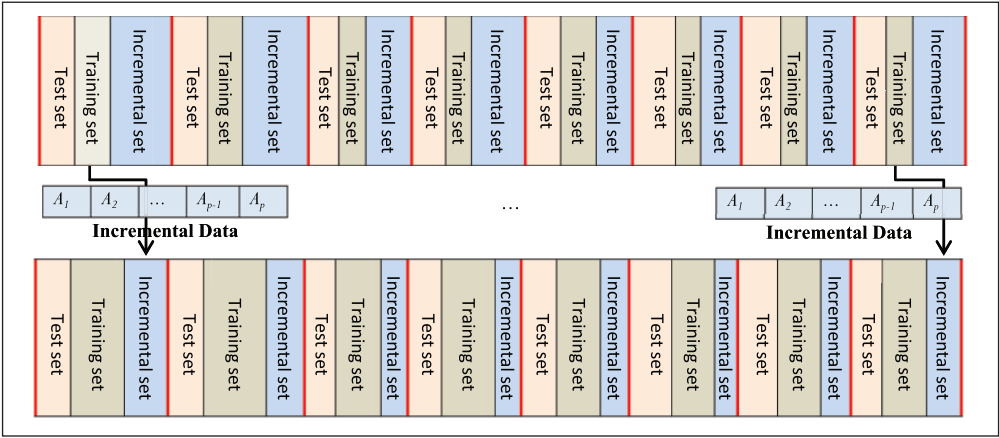 Test set
Training set
Incremental set
Test set
Training set
Incremental set
Test set
Training set
Incremental set
Test set
Training set
Incremental set
Test set
Training set
Incremental set
Test set
Training set
Incremental set
Test set
Training set
Incremental set
Test set
Training set
Incremental set
A1 A2 ... Ap-1 Ap
Incremental Data
...
A1 A2 ... Ap-1 Ap
Incremental Data
Test set
Training set
Incremental set
Test set
Training set
Incremental set
Test set
Training set
Incremental set
Test set
Training set
Incremental set
Test set
Training set
Incremental set
Test set
Training set
Incremental set
Test set
Training set
Incremental set
Test set
Training set
Incremental set